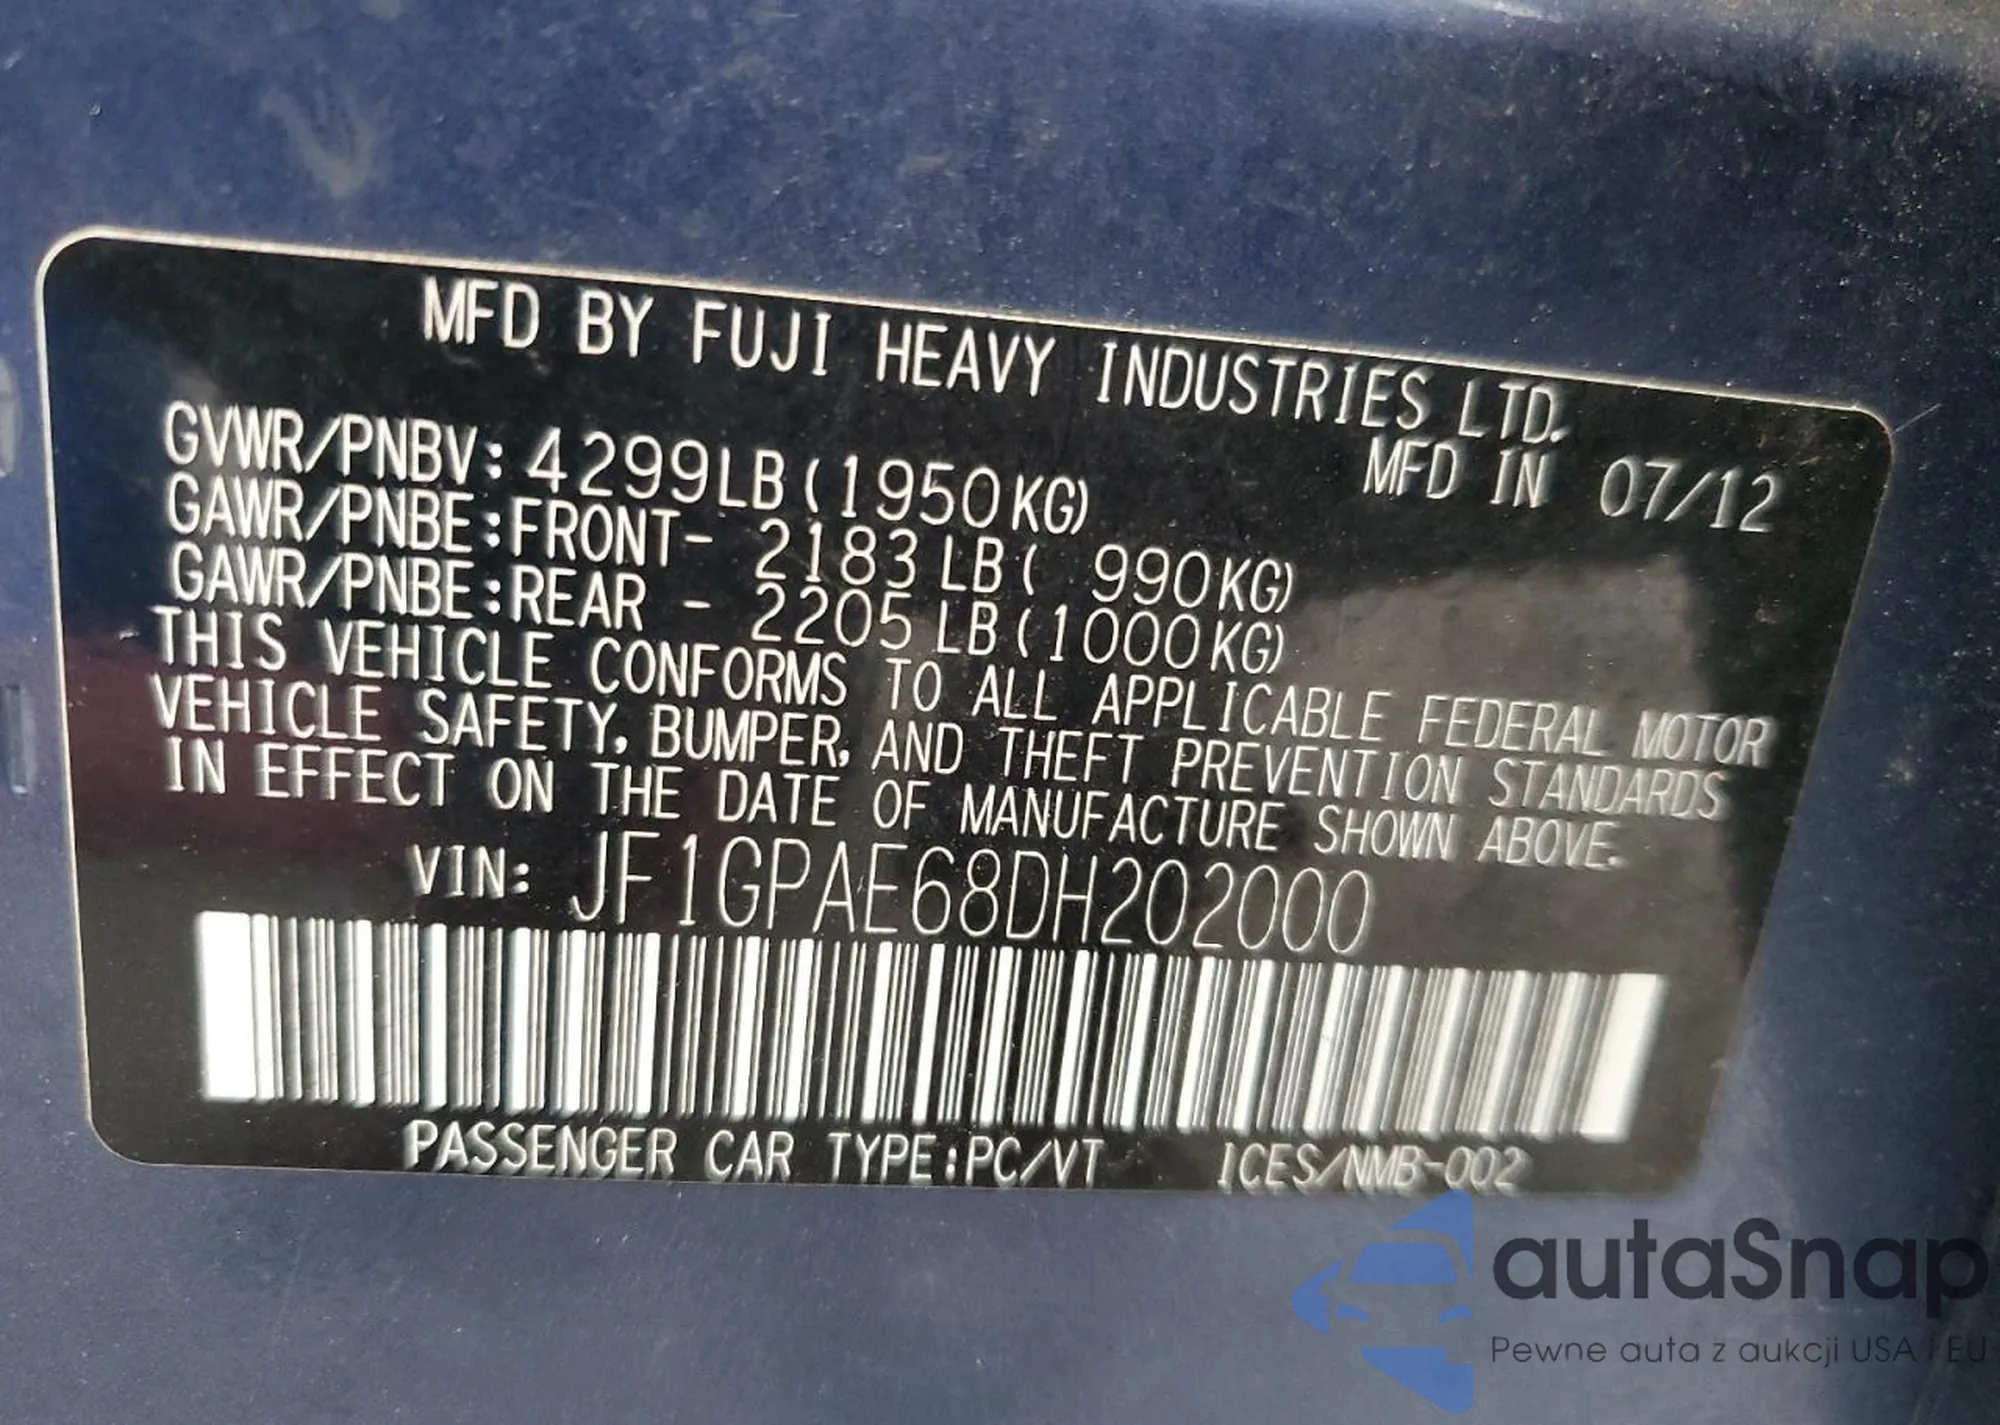 MFD BY FUJI HEAVY INDUSTRIES LTD.
MFD IN 07/12
GVWR/PNBV:4299LB(1950KG)
GAWR/PNBE:FRONT- 2183LB( 990KG)
GAWR/PNBE:REAR - 2205LB(1000KG)
THIS VEHICLE CONFORMS TO ALL APPLICABLE FEDERAL MOTOR
VEHICLE SAFETY, BUMPER, AND THEFT PREVENTION STANDARDS
IN EFFECT ON THE DATE OF MANUFACTURE SHOWN ABOVE.
VIN: JF1GPAE68DH202000
PASSENGER CAR TYPE:PC/VT ICES/NMB-002
autaSnap
Pewne auta z aukcji USA i EU